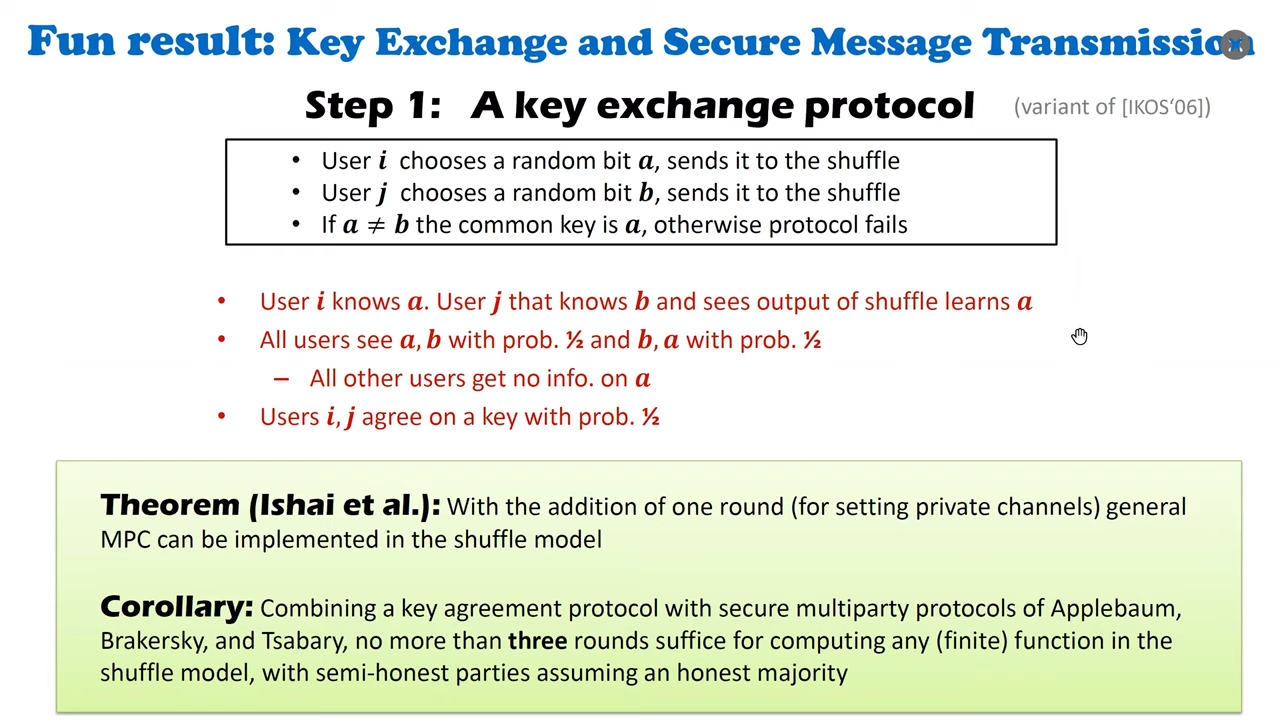 Fun result: Key Exchange and Secure Message Transmission
Step 1: A key exchange protocol (variant of [IKOS‘06])
• User i chooses a random bit a, sends it to the shuffle
• User j chooses a random bit b, sends it to the shuffle
• If a ≠ b the common key is a, otherwise protocol fails
• User i knows a. User j that knows b and sees output of shuffle learns a
• All users see a, b with prob. ½ and b, a with prob. ½
– All other users get no info. on a
• Users i, j agree on a key with prob. ½
Theorem (Ishai et al.): With the addition of one round (for setting private channels) general
MPC can be implemented in the shuffle model
Corollary: Combining a key agreement protocol with secure multiparty protocols of Applebaum,
Brakersky, and Tsabary, no more than three rounds suffice for computing any (finite) function in the
shuffle model, with semi-honest parties assuming an honest majority